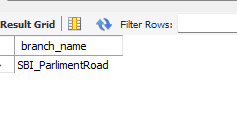 Result Grid Filter Rows:
branch_name
SBI_ParlimentRoad